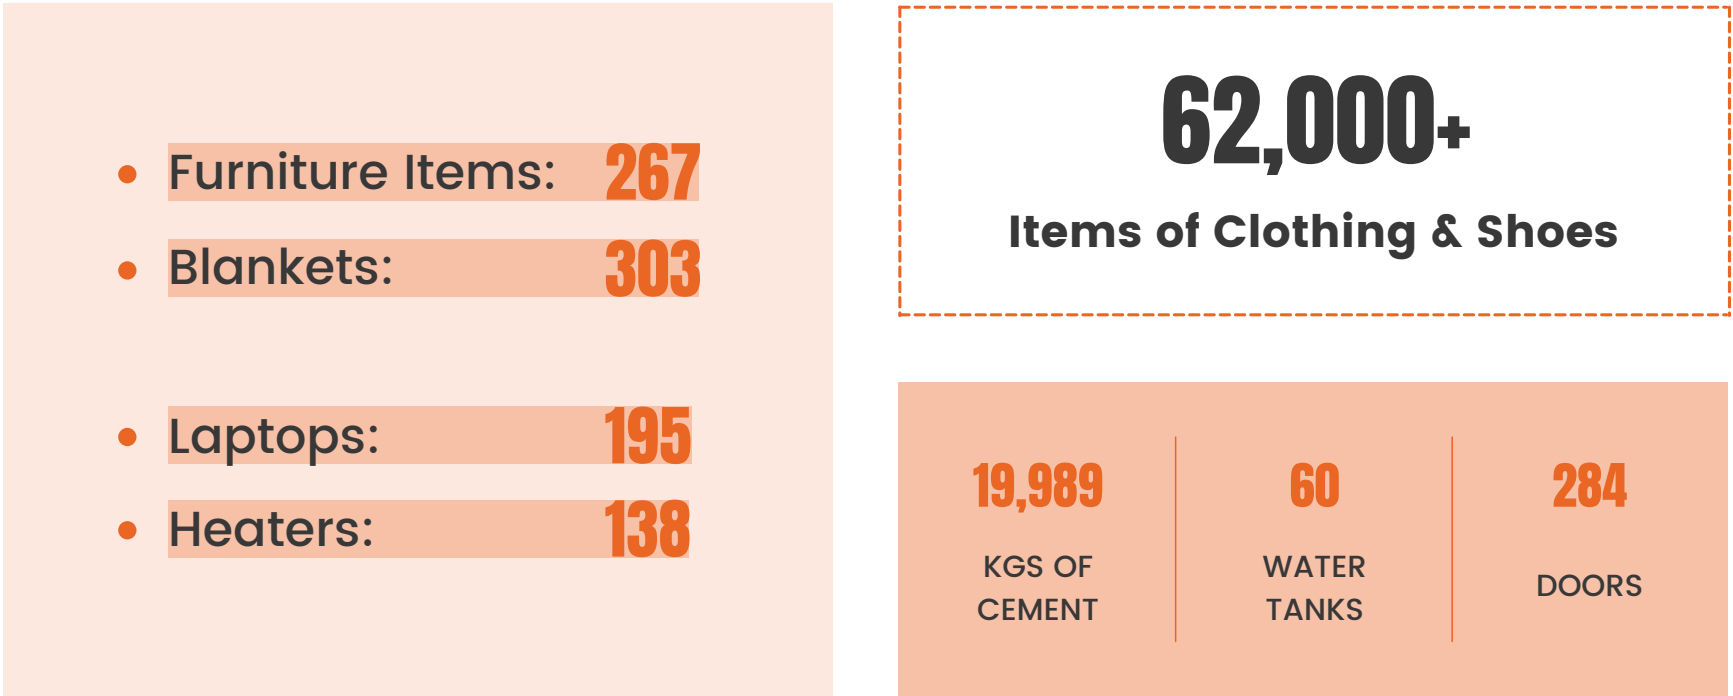 Furniture Items: 267
Blankets: 303
Laptops: 195
Heaters: 138
62,000+
Items of Clothing & Shoes
19,989
KGS OF
CEMENT
60
WATER
TANKS
284
DOORS